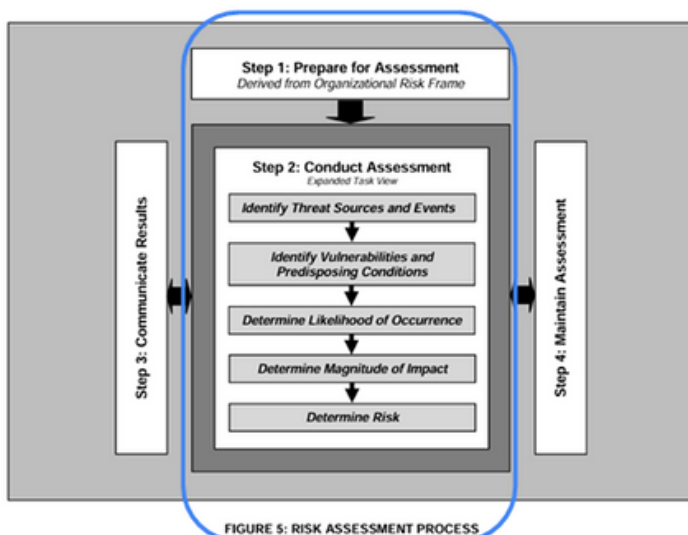 Step 1: Prepare for Assessment
Derived from Organizational Risk Frame
Step 2: Conduct Assessment
Expanded Task View
Identify Threat Sources and Events
Identify Vulnerabilities and
Predisposing Conditions
Determine Likelihood of Occurrence
Determine Magnitude of Impact
Determine Risk
Step 3: Communicate Results
Step 4: Maintain Assessment
FIGURE 5: RISK ASSESSMENT PROCESS